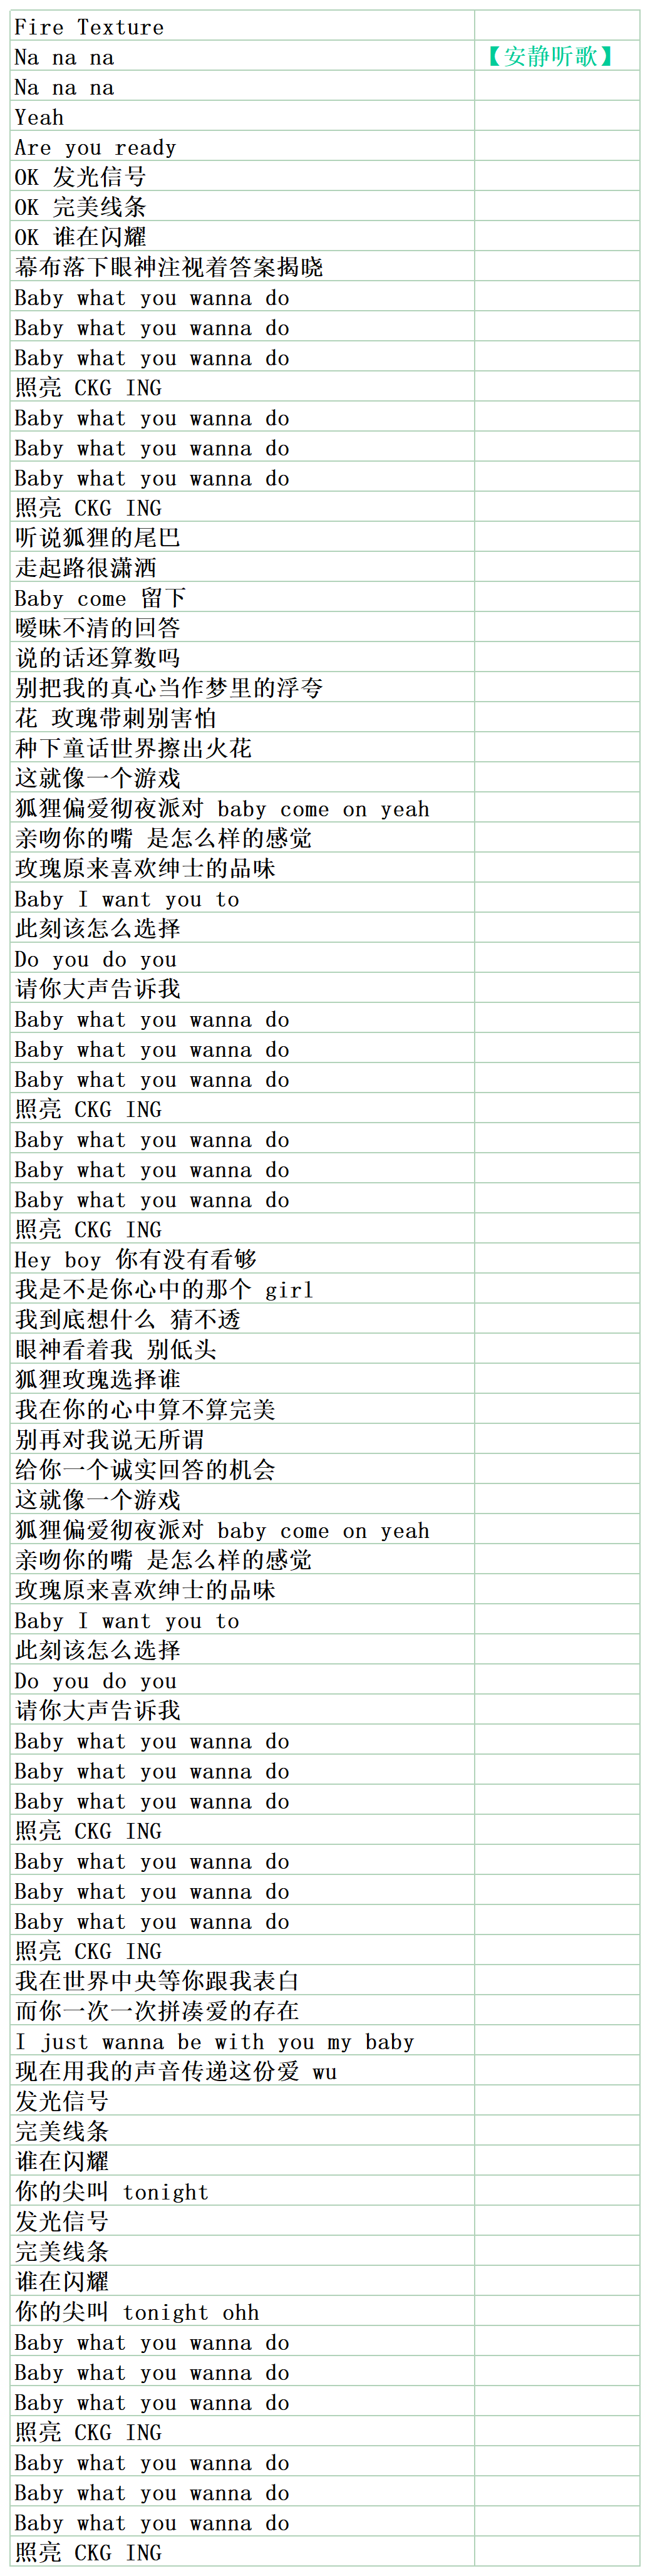 Fire Texture
Na na na 【安静听歌】
Na na na
Yeah
Are you ready
OK 发光信号
OK 完美线条
OK 谁在闪耀
幕布落下眼神注视着答案揭晓
Baby what you wanna do
Baby what you wanna do
Baby what you wanna do
照亮 CKG ING
Baby what you wanna do
Baby what you wanna do
Baby what you wanna do
照亮 CKG ING
听说狐狸的尾巴
走起路很潇洒
Baby come 留下
暧昧不清的回答
说的话还算数吗
别把我的真心当作梦里的浮夸
花 玫瑰带刺别害怕
种下童话世界擦出火花
这就像一个游戏
狐狸偏爱彻夜派对 baby come on yeah
亲吻你的嘴 是怎么样的感觉
玫瑰原来喜欢绅士的品味
Baby I want you to
此刻该怎么选择
Do you do you
请你大声告诉我
Baby what you wanna do
Baby what you wanna do
Baby what you wanna do
照亮 CKG ING
Baby what you wanna do
Baby what you wanna do
Baby what you wanna do
照亮 CKG ING
Hey boy 你有没有看够
我是不是你心中的那个 girl
我到底想什么 猜不透
眼神看着我 别低头
狐狸玫瑰选择谁
我在你的心中算不算完美
别再对我说无所谓
给你一个诚实回答的机会
这就像一个游戏
狐狸偏爱彻夜派对 baby come on yeah
亲吻你的嘴 是怎么样的感觉
玫瑰原来喜欢绅士的品味
Baby I want you to
此刻该怎么选择
Do you do you
请你大声告诉我
Baby what you wanna do
Baby what you wanna do
Baby what you wanna do
照亮 CKG ING
Baby what you wanna do
Baby what you wanna do
Baby what you wanna do
照亮 CKG ING
我在世界中央等你跟我表白
而你一次一次拼凑爱的存在
I just wanna be with you my baby
现在用我的声音传递这份爱 wu
发光信号
完美线条
谁在闪耀
你的尖叫 tonight
发光信号
完美线条
谁在闪耀
你的尖叫 tonight ohh
Baby what you wanna do
Baby what you wanna do
Baby what you wanna do
照亮 CKG ING
Baby what you wanna do
Baby what you wanna do
Baby what you wanna do
照亮 CKG ING